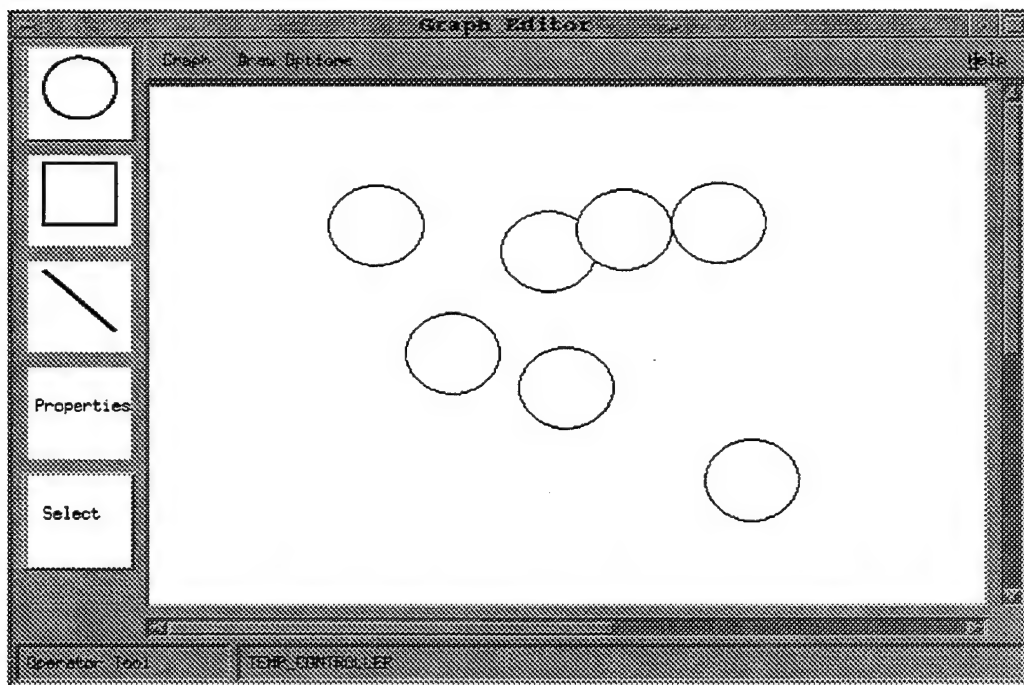 Graph Editor
Graph Draw Options Help
Properties
Select
Operator Tool TEMP_CONTROLLER